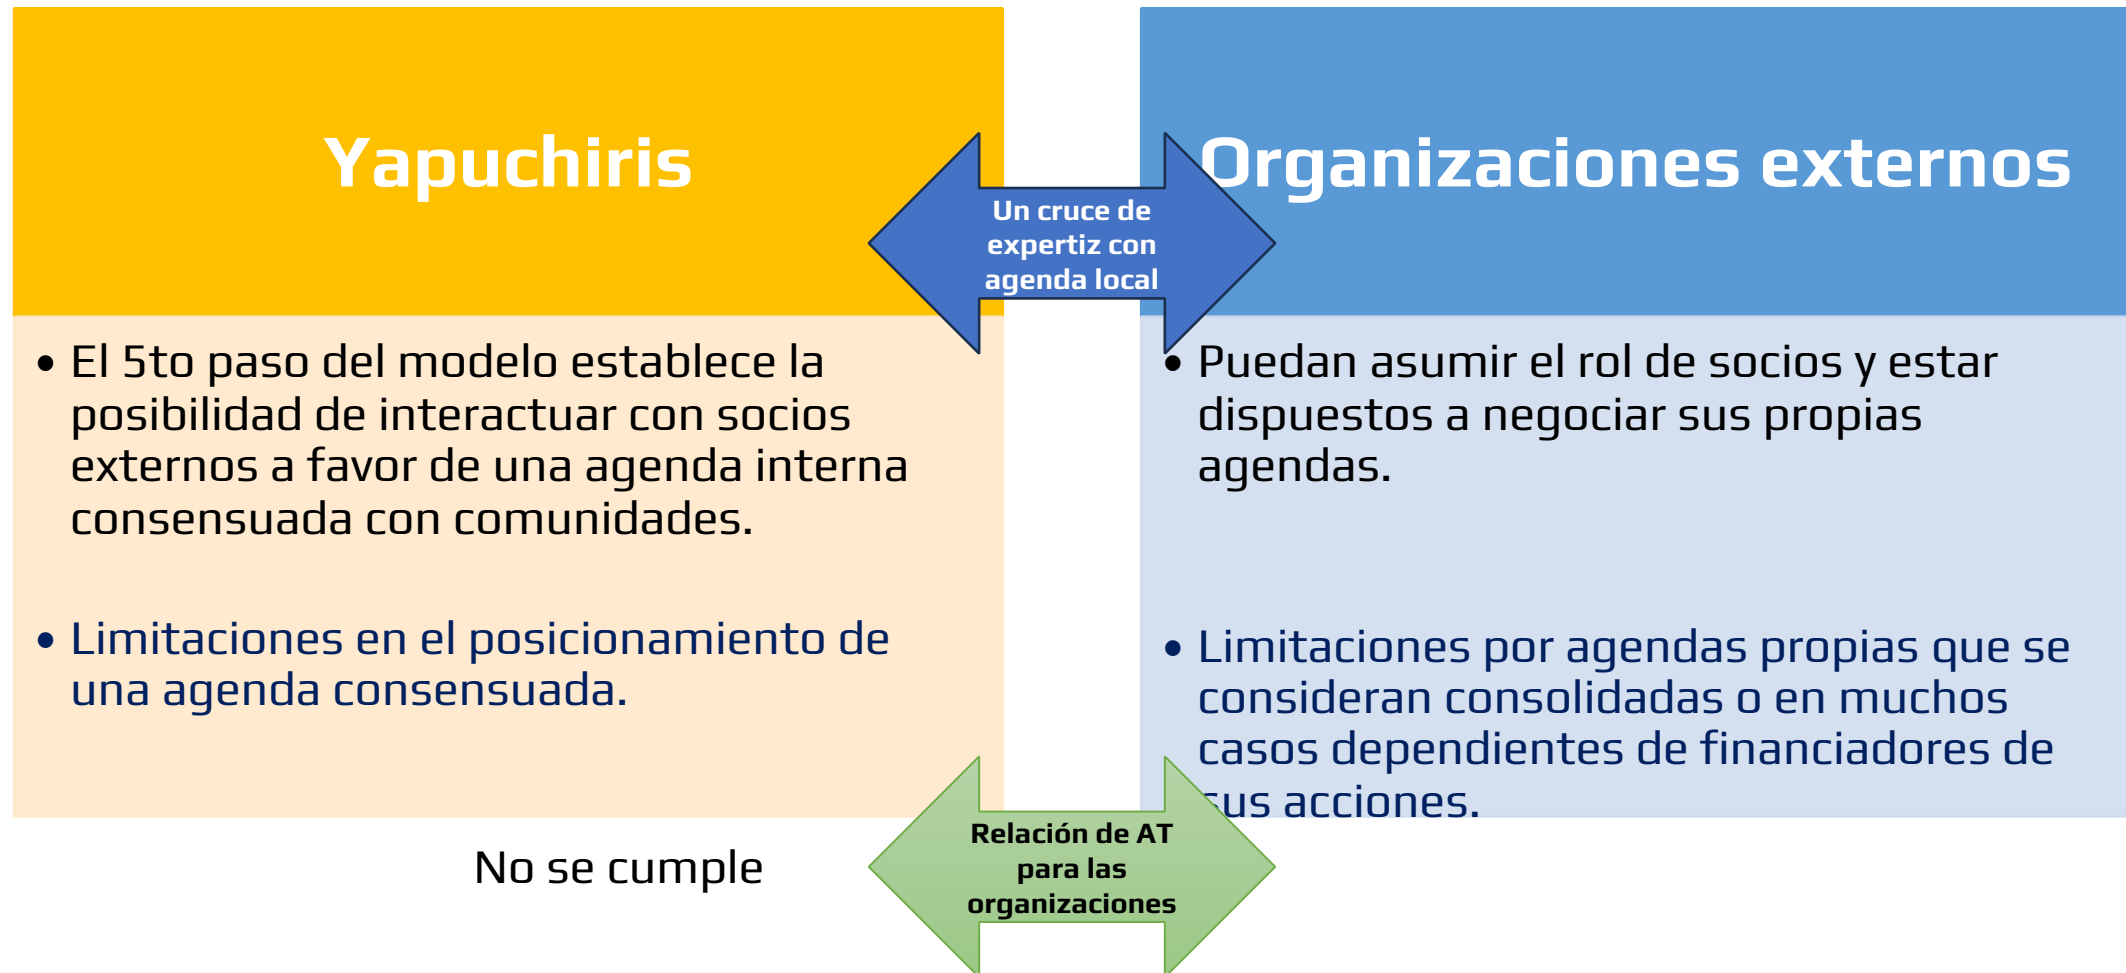 Yapuchiris
Organizaciones externos
Un cruce de
expertiz con
agenda local
• El 5to paso del modelo establece la
posibilidad de interactuar con socios
externos a favor de una agenda interna
consensuada con comunidades.
• Limitaciones en el posicionamiento de
una agenda consensuada.
• Puedan asumir el rol de socios y estar
dispuestos a negociar sus propias
agendas.
• Limitaciones por agendas propias que se
consideran consolidadas o en muchos
casos dependientes de financiadores de
sus acciones.
No se cumple
Relación de AT
para las
organizaciones